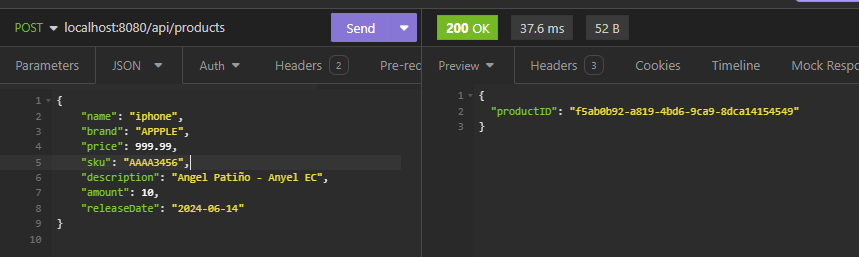 POST localhost:8080/api/products Send
Parameters JSON Auth Headers 2 Pre-req
1 {
2 "name": "iphone",
3 "brand": "APPPLE",
4 "price": 999.99,
5 "sku": "AAAA3456",
6 "description": "Angel Patiño - Anyel EC",
7 "amount": 10,
8 "releaseDate": "2024-06-14"
9 }
10
200 OK 37.6 ms 52 B
Preview Headers 3 Cookies Timeline Mock Respo
1 {
2 "productID": "f5ab0b92-a819-4bd6-9ca9-8dca14154549"
3 }